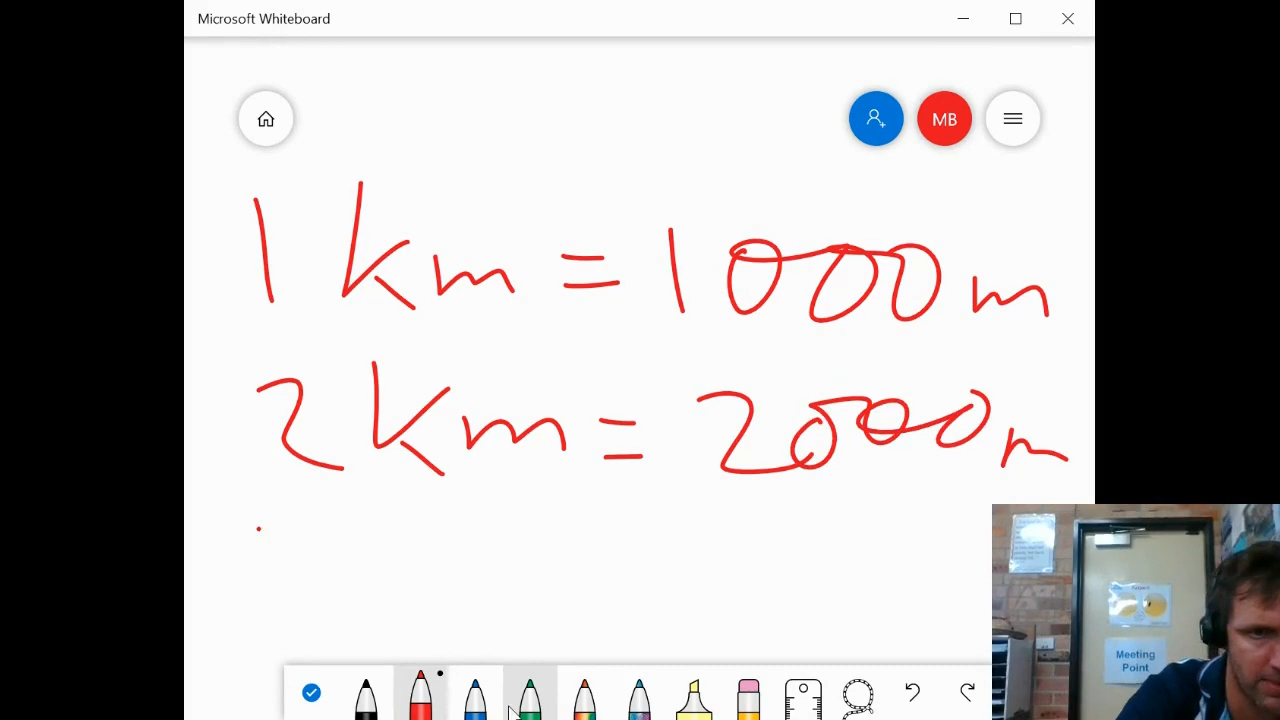 Microsoft Whiteboard
MB
1 km = 1000 m
2 km = 2000 m
Meeting
Point